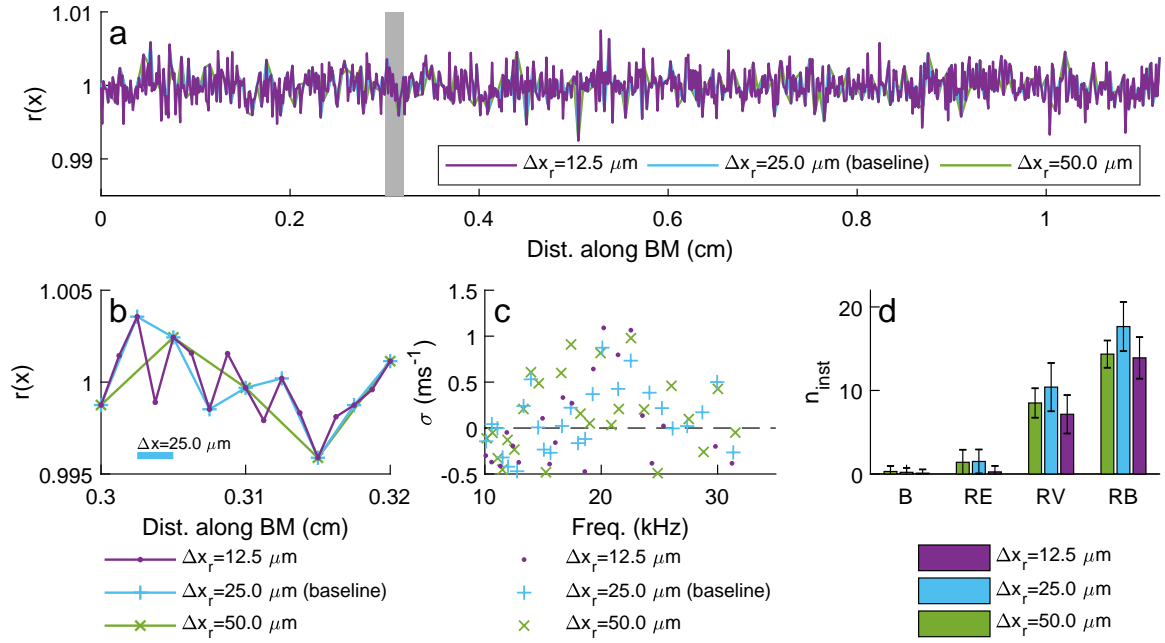 a
r(x)
1.01
1
0.99
Δx_r=12.5 μm
Δx_r=25.0 μm (baseline)
Δx_r=50.0 μm
0
0.2
0.4
0.6
0.8
1
Dist. along BM (cm)
b
r(x)
1.005
1
0.995
Δx=25.0 μm
0.3
0.31
0.32
Dist. along BM (cm)
Δx_r=12.5 μm
Δx_r=25.0 μm (baseline)
Δx_r=50.0 μm
c
σ (ms^-1)
1.5
1
0.5
0
-0.5
10
20
30
Freq. (kHz)
Δx_r=12.5 μm
Δx_r=25.0 μm (baseline)
Δx_r=50.0 μm
d
n_inst
20
10
0
B
RE
RV
RB
Δx_r=12.5 μm
Δx_r=25.0 μm
Δx_r=50.0 μm